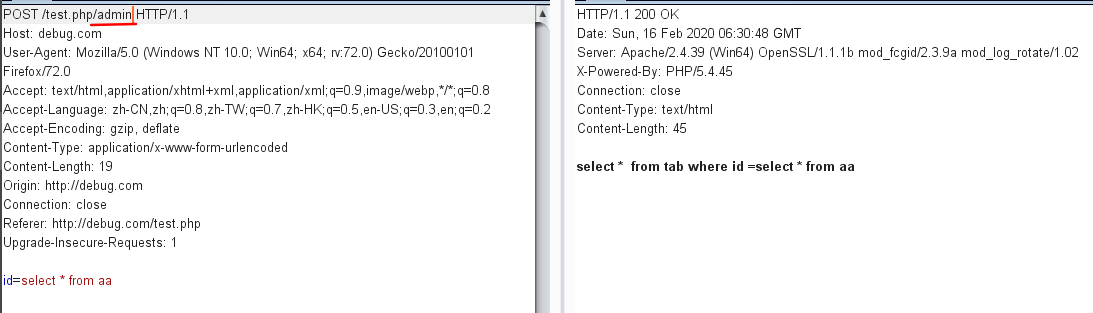 POST /test.php/admin HTTP/1.1
Host: debug.com
User-Agent: Mozilla/5.0 (Windows NT 10.0; Win64; x64; rv:72.0) Gecko/20100101
Firefox/72.0
Accept: text/html,application/xhtml+xml,application/xml;q=0.9,image/webp,*/*;q=0.8
Accept-Language: zh-CN,zh;q=0.8,zh-TW;q=0.7,zh-HK;q=0.5,en-US;q=0.3,en;q=0.2
Accept-Encoding: gzip, deflate
Content-Type: application/x-www-form-urlencoded
Content-Length: 19
Origin: http://debug.com
Connection: close
Referer: http://debug.com/test.php
Upgrade-Insecure-Requests: 1
id=select * from aa
HTTP/1.1 200 OK
Date: Sun, 16 Feb 2020 06:30:48 GMT
Server: Apache/2.4.39 (Win64) OpenSSL/1.1.1b mod_fcgid/2.3.9a mod_log_rotate/1.02
X-Powered-By: PHP/5.4.45
Connection: close
Content-Type: text/html
Content-Length: 45
select *  from tab where id =select * from aa